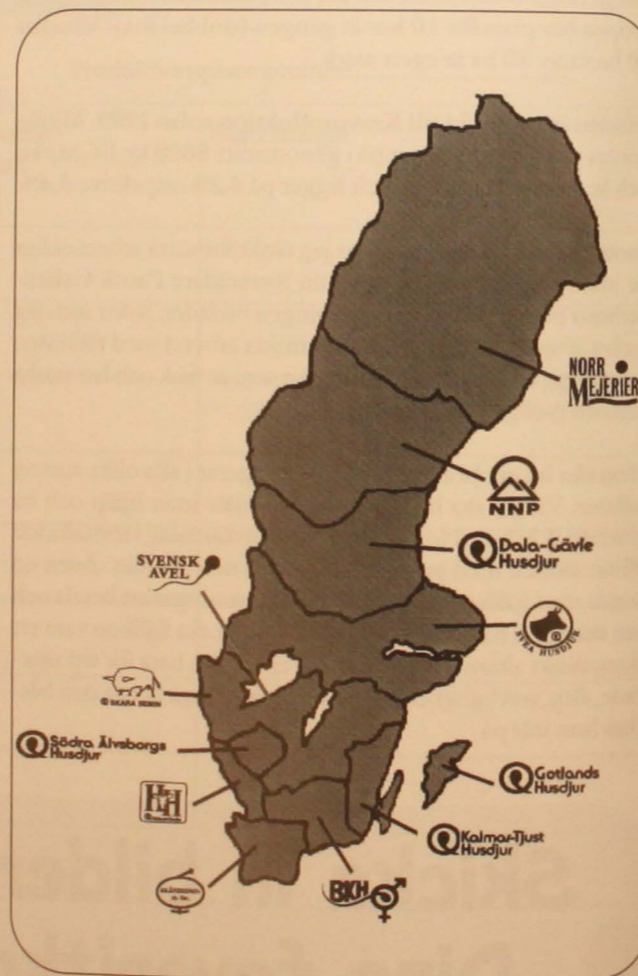 NORR
MEJERIER
NNP
Dala-Gävle
Husdjur
SVENSK
AVEL
SVEA HUSDJUR
© SKARA SEMIN
Södra Älvsborgs
Husdjur
HH
Gotlands
Husdjur
Kalmar-Tjust
Husdjur
BKH